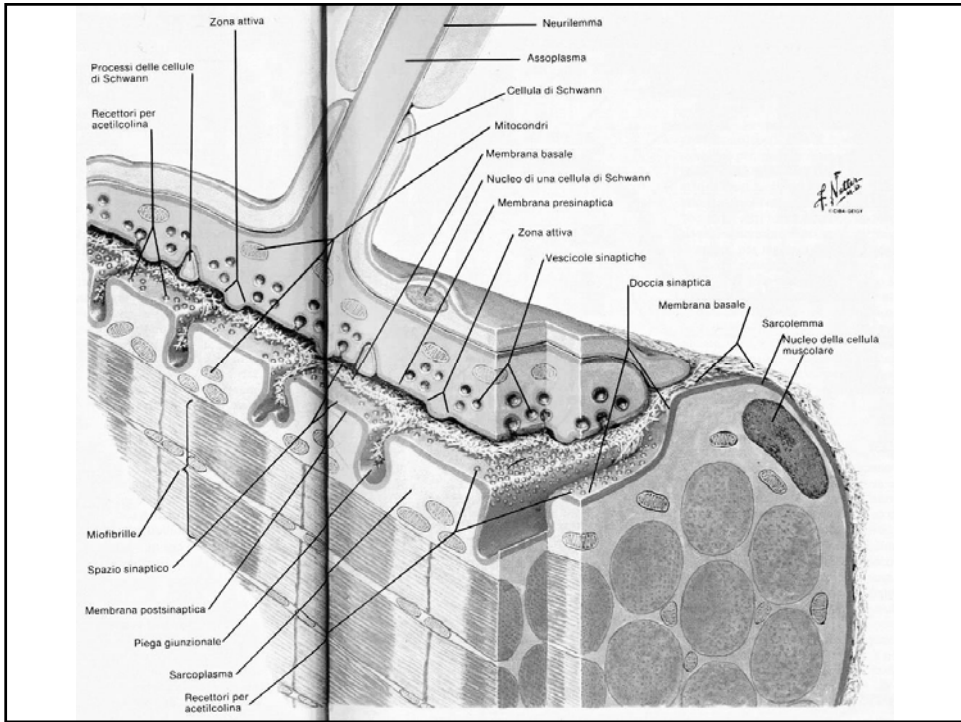 Zona attiva
Neurilemma
Assoplasma
Processi delle cellule
di Schwann
Cellula di Schwann
Recettori per
acetilcolina
Mitocondri
Membrana basale
Nucleo di una cellula di Schwann
Membrana presinaptica
Zona attiva
Vescicole sinaptiche
Doccia sinaptica
Membrana basale
Sarcolemma
Nucleo della cellula
muscolare
Miofibrille
Spazio sinaptico
Membrana postsinaptica
Piega giunzionale
Sarcoplasma
Recettori per
acetilcolina